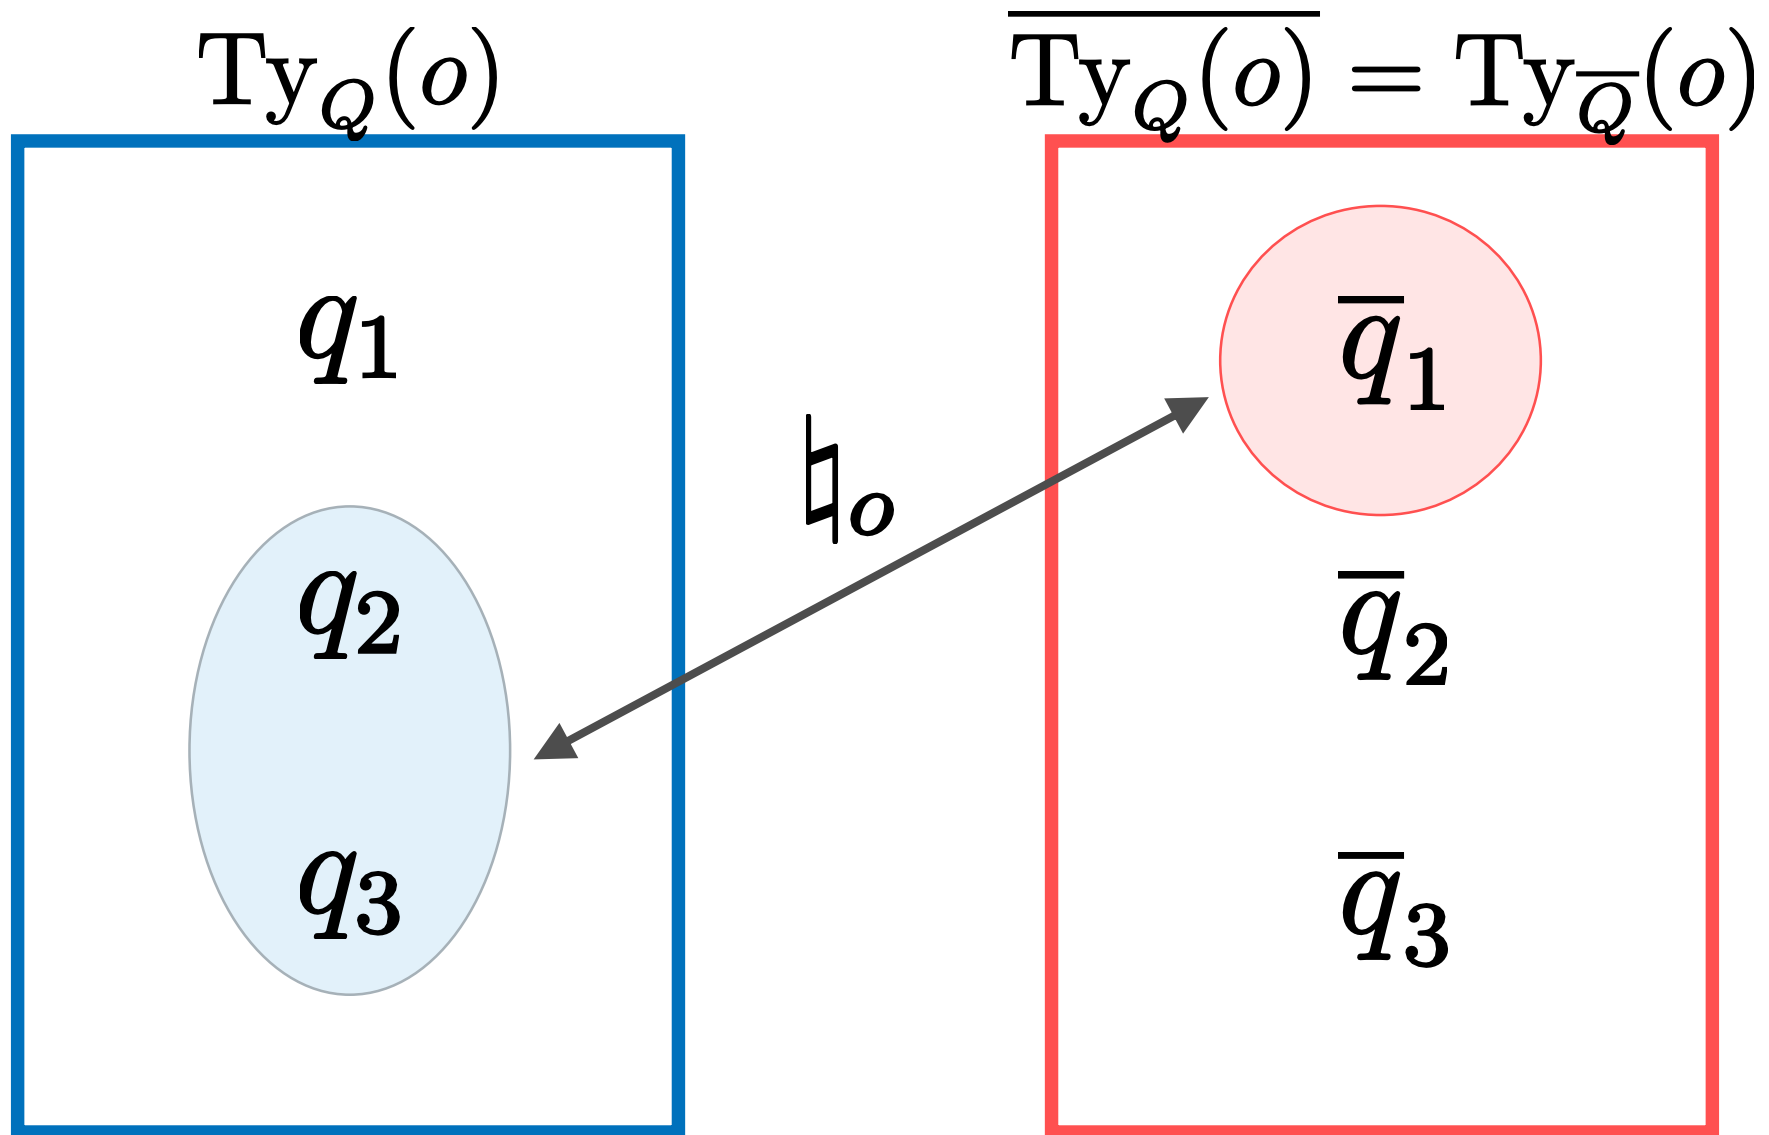 Ty_Q(o)
\overline{Ty_Q(o)} = Ty_{\overline{Q}}(o)
q_1
\overline{q}_1
♮_o
q_2
\overline{q}_2
q_3
\overline{q}_3